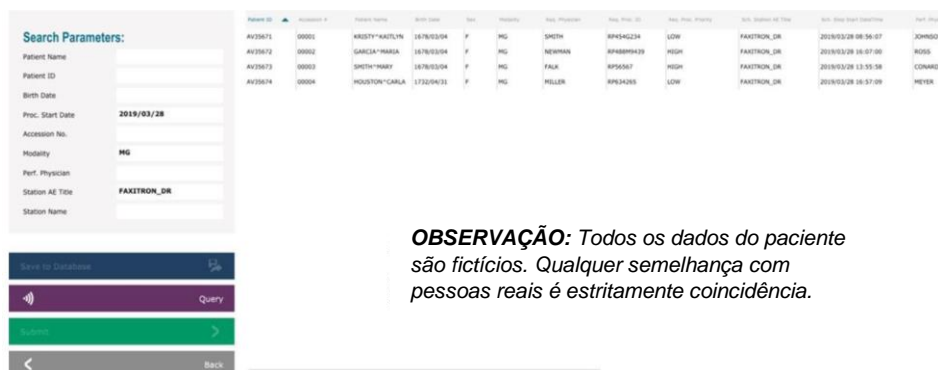 Patient ID Accession # Patient Name Birth Date Sex Modality Req. Physician Req. Proc. ID Req. Proc. Priority Sch. Station AE Title Sch. Step Start Date/Time Perf. Phy
AV35671 00001 KRISTY^KAITLYN 1678/03/04 F MG SMITH RP454G234 LOW FAXITRON_DR 2019/03/28 08:56:07 JOHNSO
AV35672 00002 GARCIA^MARIA 1678/03/04 F MG NEWMAN RP488M9439 HIGH FAXITRON_DR 2019/03/28 16:07:00 ROSS
AV35673 00003 SMITH^MARY 1678/03/04 F MG FALK RP56567 HIGH FAXITRON_DR 2019/03/28 13:55:58 CONARD
AV35674 00004 HOUSTON^CARLA 1732/04/31 F MG MILLER RP634265 LOW FAXITRON_DR 2019/03/28 16:57:09 MEYER
Search Parameters:
Patient Name
Patient ID
Birth Date
Proc. Start Date 2019/03/28
Accession No.
Modality MG
Perf. Physician
Station AE Title FAXITRON_DR
Station Name
OBSERVAÇÃO: Todos os dados do paciente
são fictícios. Qualquer semelhança com
pessoas reais é estritamente coincidência.
Save to Database
Query
Submit
Back